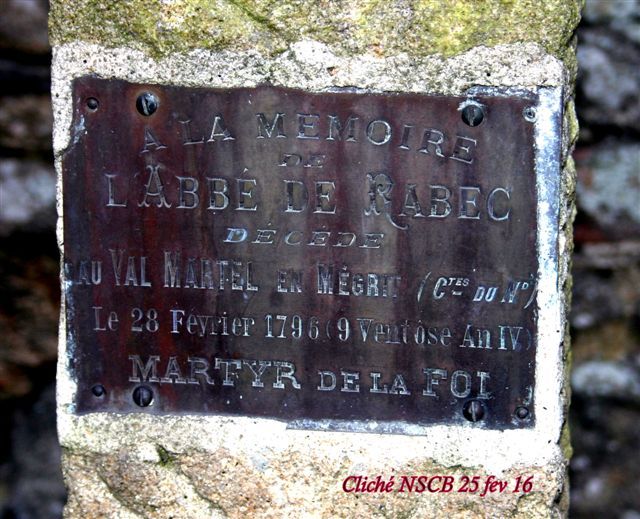 A LA MÉMOIRE
DE
L'ABBÉ DE RABEC
DÉCÉDÉ
AU VAL MARTEL EN MÉGRIT (CTES DU ND)
Le 28 Février 1796 (9 Ventôse An IV)
MARTYR DE LA FOI
Cliché NSCB 25 fev 16